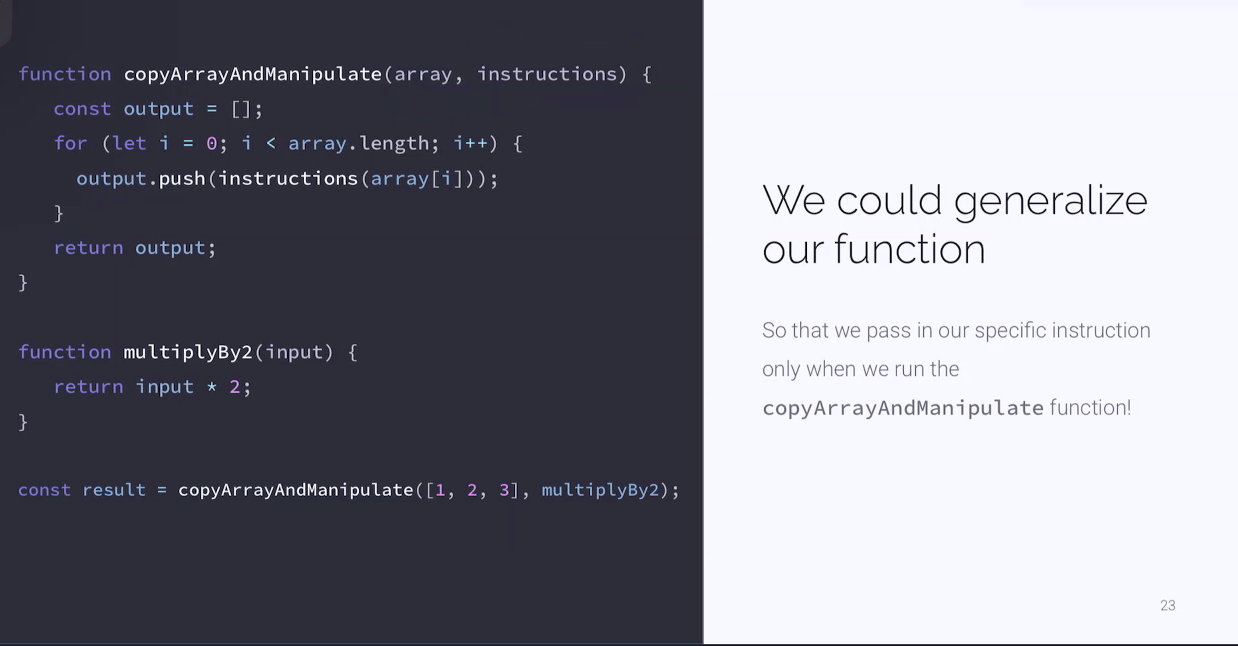 function copyArrayAndManipulate(array, instructions) {
   const output = [];
   for (let i = 0; i < array.length; i++) {
     output.push(instructions(array[i]));
   }
   return output;
}
function multiplyBy2(input) {
   return input * 2;
}
const result = copyArrayAndManipulate([1, 2, 3], multiplyBy2);
We could generalize
our function
So that we pass in our specific instruction
only when we run the
copyArrayAndManipulate function!
23